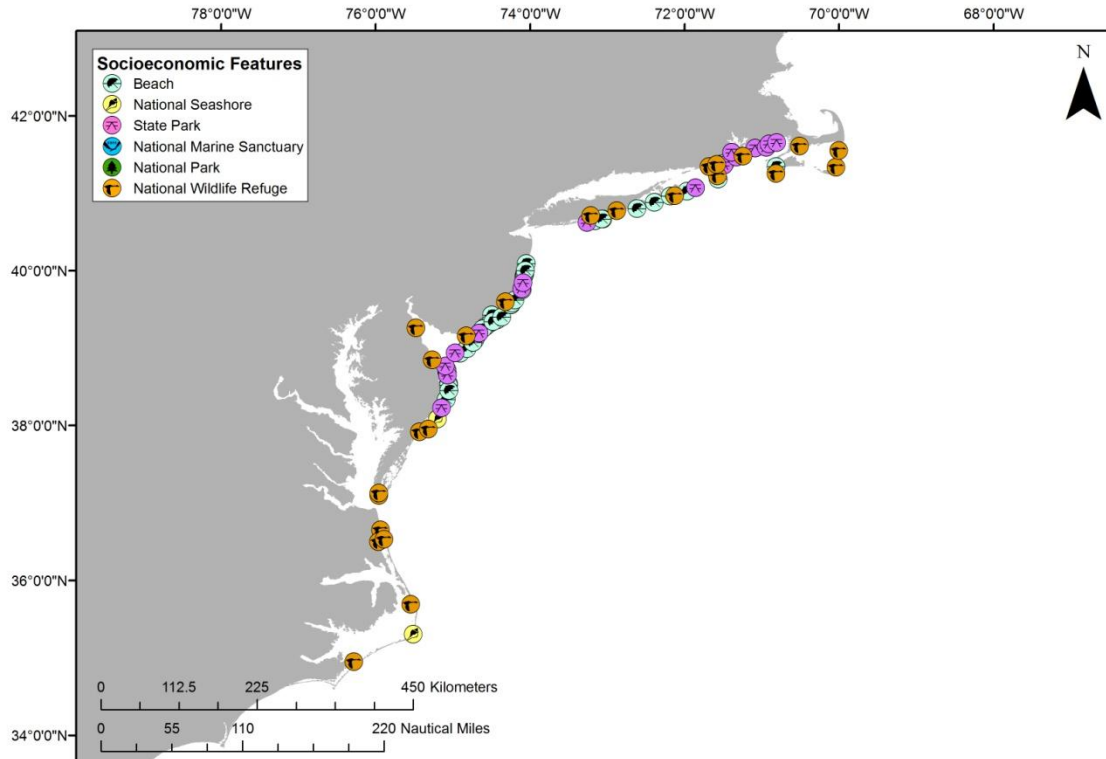 78°0'0"W 76°0'0"W 74°0'0"W 72°0'0"W 70°0'0"W 68°0'0"W
N
Socioeconomic Features
Beach
National Seashore
State Park
National Marine Sanctuary
National Park
National Wildlife Refuge
42°0'0"N
40°0'0"N
38°0'0"N
36°0'0"N
34°0'0"N
0 112.5 225 450 Kilometers
0 55 110 220 Nautical Miles